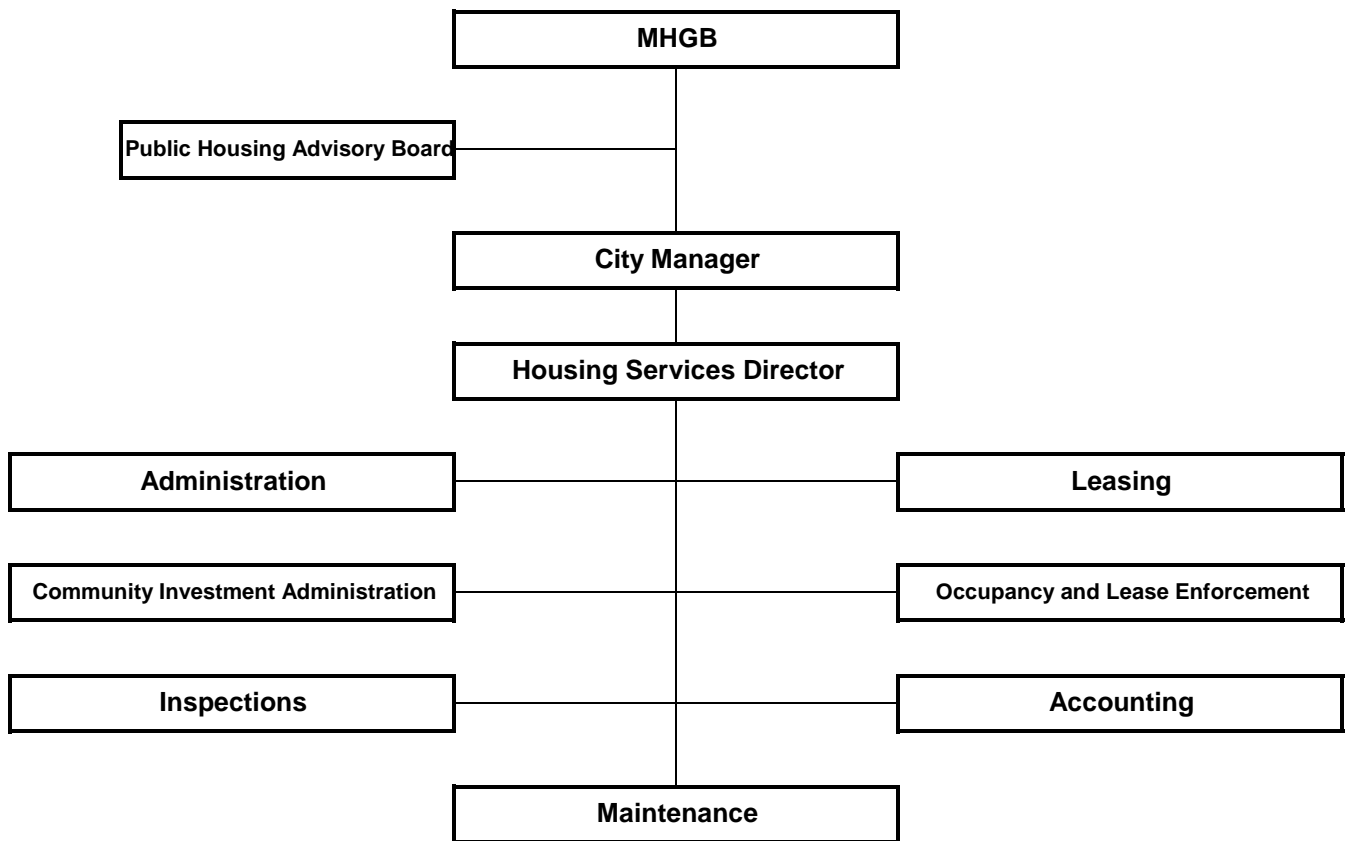 MHGB
Public Housing Advisory Board
City Manager
Housing Services Director
Administration
Leasing
Community Investment Administration
Occupancy and Lease Enforcement
Inspections
Accounting
Maintenance